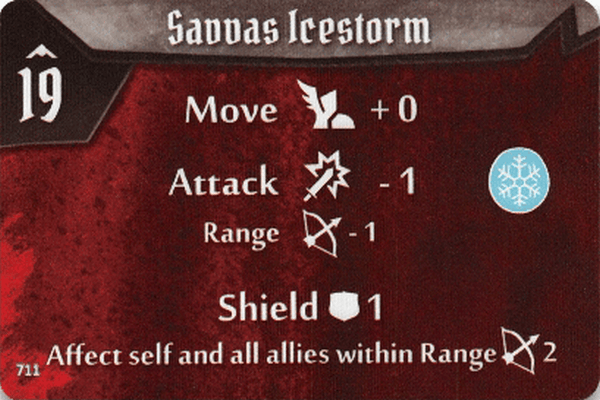 Savvas Icestorm
19
Move + 0
Attack - 1
Range - 1
Shield 1
Affect self and all allies within Range 2
711